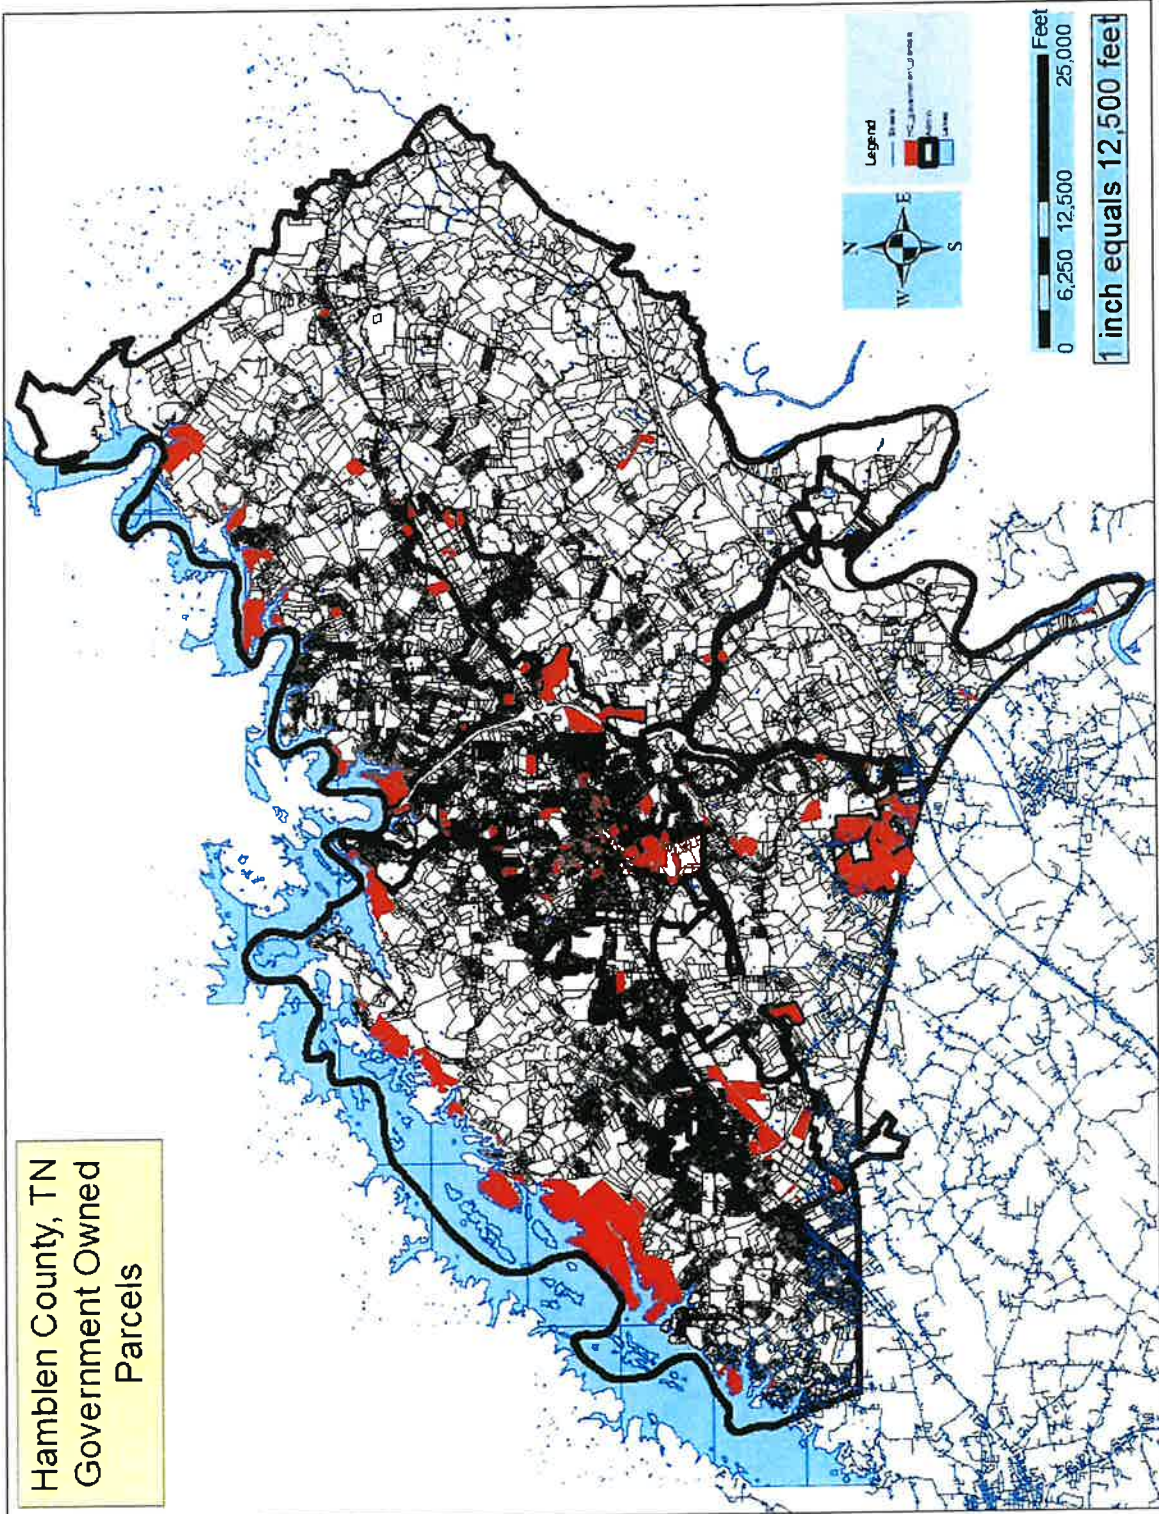 Hamblen County, TN
Government Owned
Parcels
N
W
E
S
Legend
Lakes
0 6,250 12,500 25,000 Feet
1 inch equals 12,500 feet